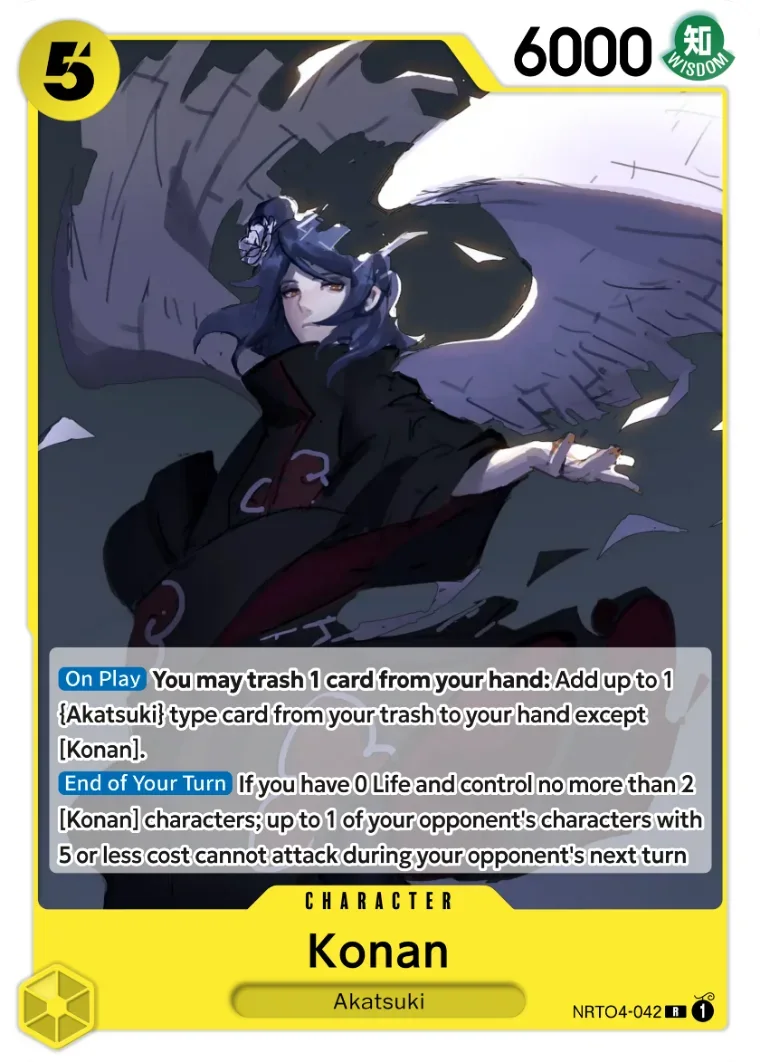 5
6000
知
WISDOM
On Play You may trash 1 card from your hand: Add up to 1
{Akatsuki} type card from your trash to your hand except
[Konan].
End of Your Turn If you have 0 Life and control no more than 2
[Konan] characters; up to 1 of your opponent's characters with
5 or less cost cannot attack during your opponent's next turn
CHARACTER
Konan
Akatsuki
NRTO4-042 R 1